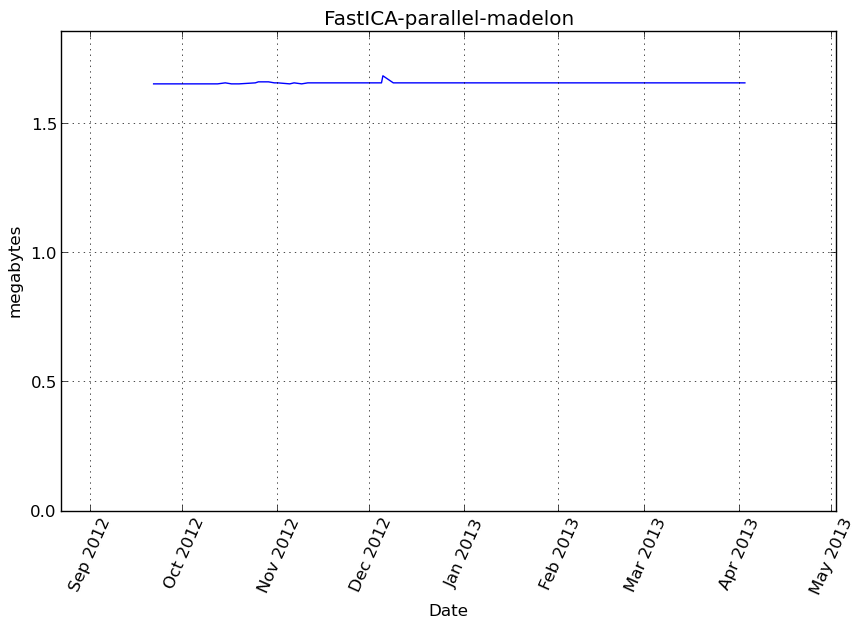 FastICA-parallel-madelon
megabytes
1.5
1.0
0.5
0.0
Sep 2012
Oct 2012
Nov 2012
Dec 2012
Jan 2013
Feb 2013
Mar 2013
Apr 2013
May 2013
Date